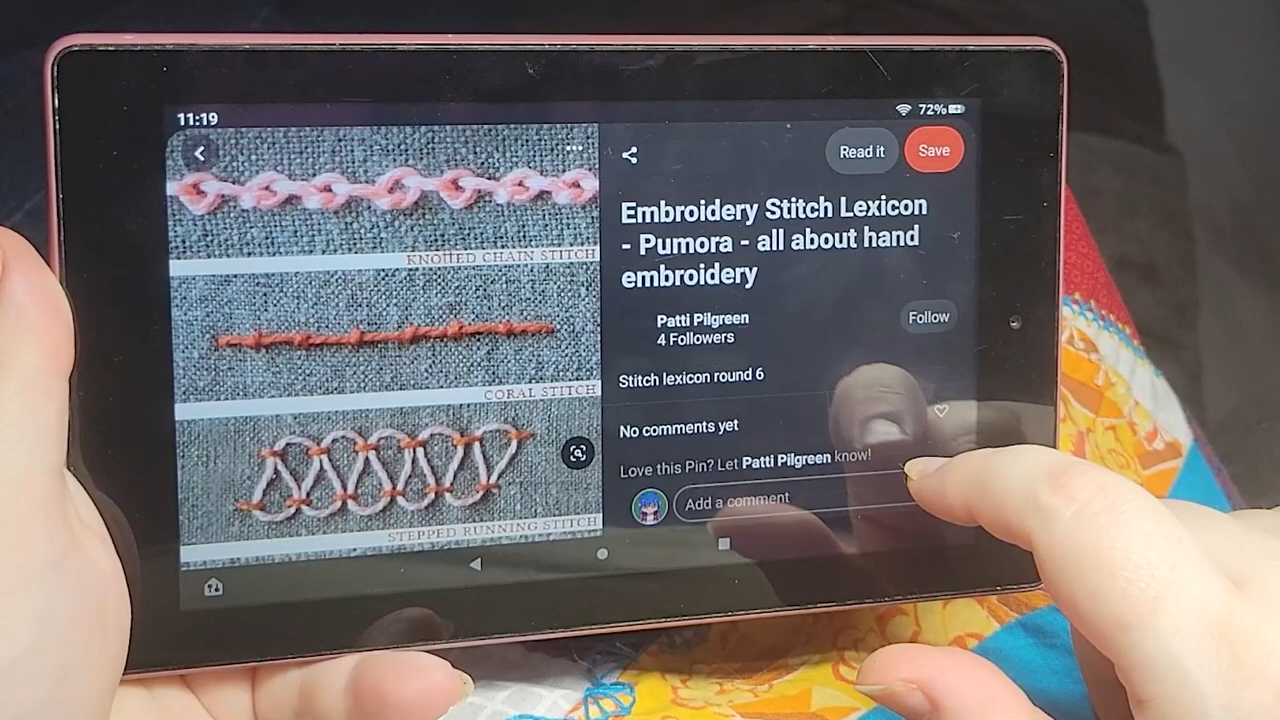 11:19
72%
KNOTTED CHAIN STITCH
CORAL STITCH
STEPPED RUNNING STITCH
Read it
Save
Embroidery Stitch Lexicon
- Pumora - all about hand
embroidery
Patti Pilgreen
4 Followers
Follow
Stitch lexicon round 6
No comments yet
Love this Pin? Let Patti Pilgreen know!
Add a comment